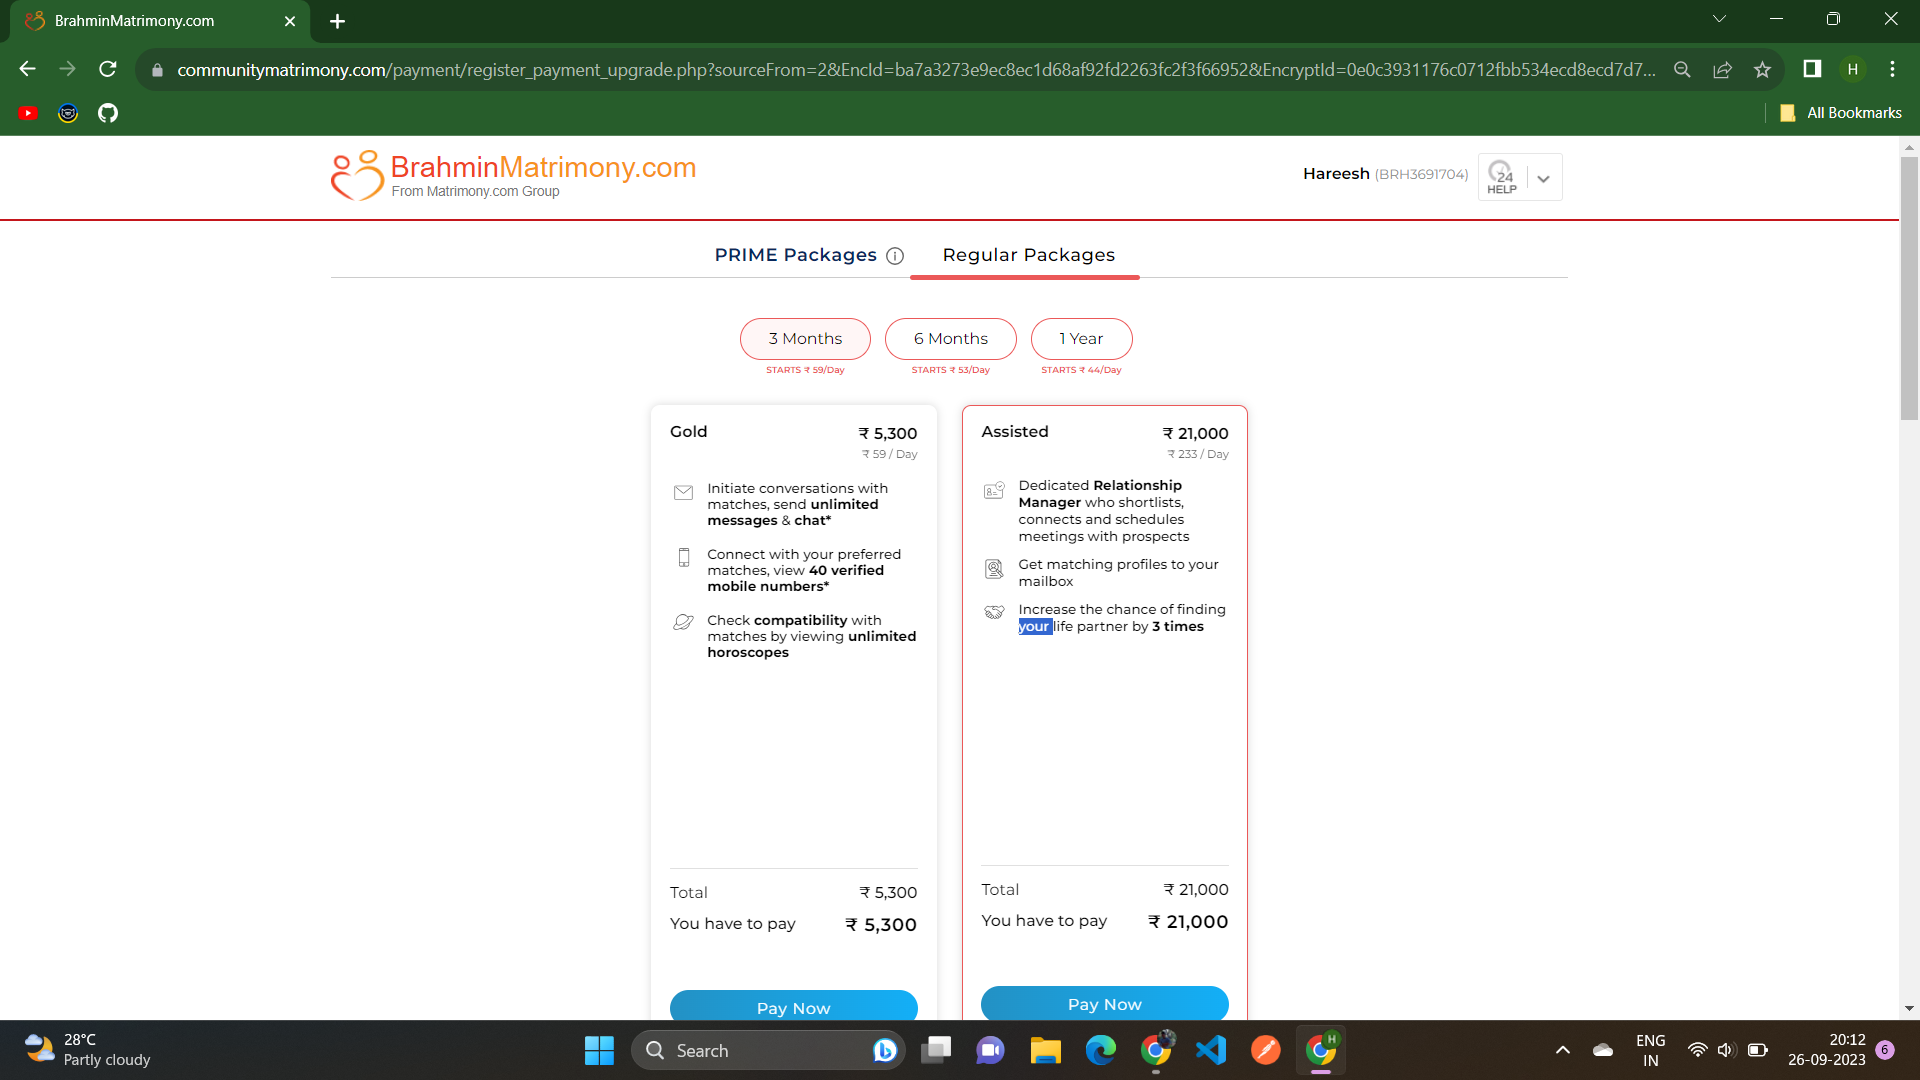 BrahminMatrimony.com
communitymatrimony.com/payment/register_payment_upgrade.php?sourceFrom=2&EncId=ba7a3273e9ec8ec1d68af92fd2263fc2f3f66952&EncryptId=0e0c3931176c0712fbb534ecd8ecd7d7...
H
All Bookmarks
BrahminMatrimony.com
From Matrimony.com Group
Hareesh (BRH3691704)
24
HELP
PRIME Packages
Regular Packages
3 Months
6 Months
1 Year
STARTS ₹ 59/Day
STARTS ₹ 53/Day
STARTS ₹ 44/Day
Gold
₹ 5,300
₹ 59 / Day
Initiate conversations with
matches, send unlimited
messages & chat*
Connect with your preferred
matches, view 40 verified
mobile numbers*
Check compatibility with
matches by viewing unlimited
horoscopes
Total
₹ 5,300
You have to pay
₹ 5,300
Pay Now
Assisted
₹ 21,000
₹ 233 / Day
Dedicated Relationship
Manager who shortlists,
connects and schedules
meetings with prospects
Get matching profiles to your
mailbox
Increase the chance of finding
your life partner by 3 times
Total
₹ 21,000
You have to pay
₹ 21,000
Pay Now
28°C
Partly cloudy
Search
H
ENG
IN
20:12
26-09-2023
6